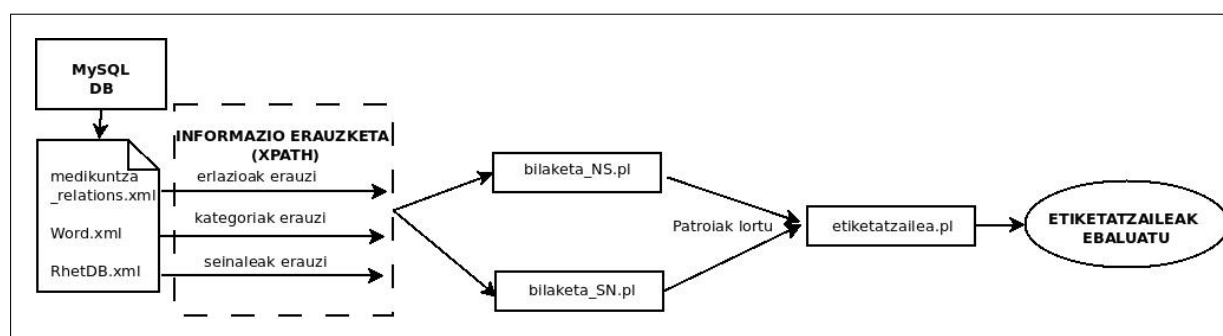 MySQL
DB
INFORMAZIO ERAUZKETA
(XPATH)
medikuntza
_relations.xml
erlazioak erauzi
Word.xml
kategoriak erauzi
RhetDB.xml
seinaleak erauzi
bilaketa_NS.pl
bilaketa_SN.pl
Patroiak lortu
etiketatzailea.pl
ETIKETATZAILEAK
EBALUATU